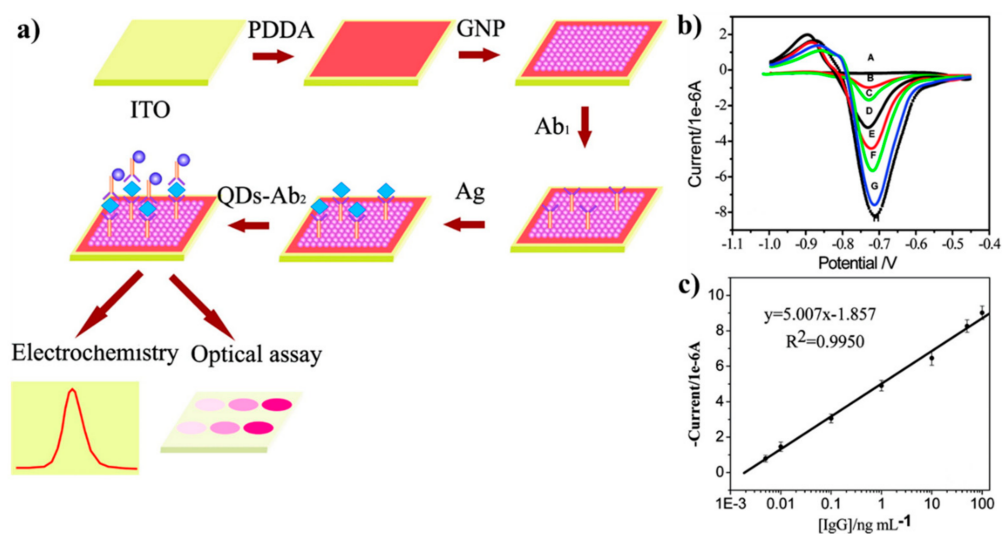 a)
PDDA
GNP
ITO
Ab1
QDs-Ab2
Ag
Electrochemistry
Optical assay
b)
Current/1e-6A
2
0
-2
-4
-6
-8
A
B
C
D
E
F
G
H
-1.1 -1.0 -0.9 -0.8 -0.7 -0.6 -0.5 -0.4
Potential /V
c)
-Current/1e-6A
10
8
6
4
2
0
y=5.007x-1.857
R2=0.9950
1E-3 0.01 0.1 1 10 100
[IgG]/ng mL-1